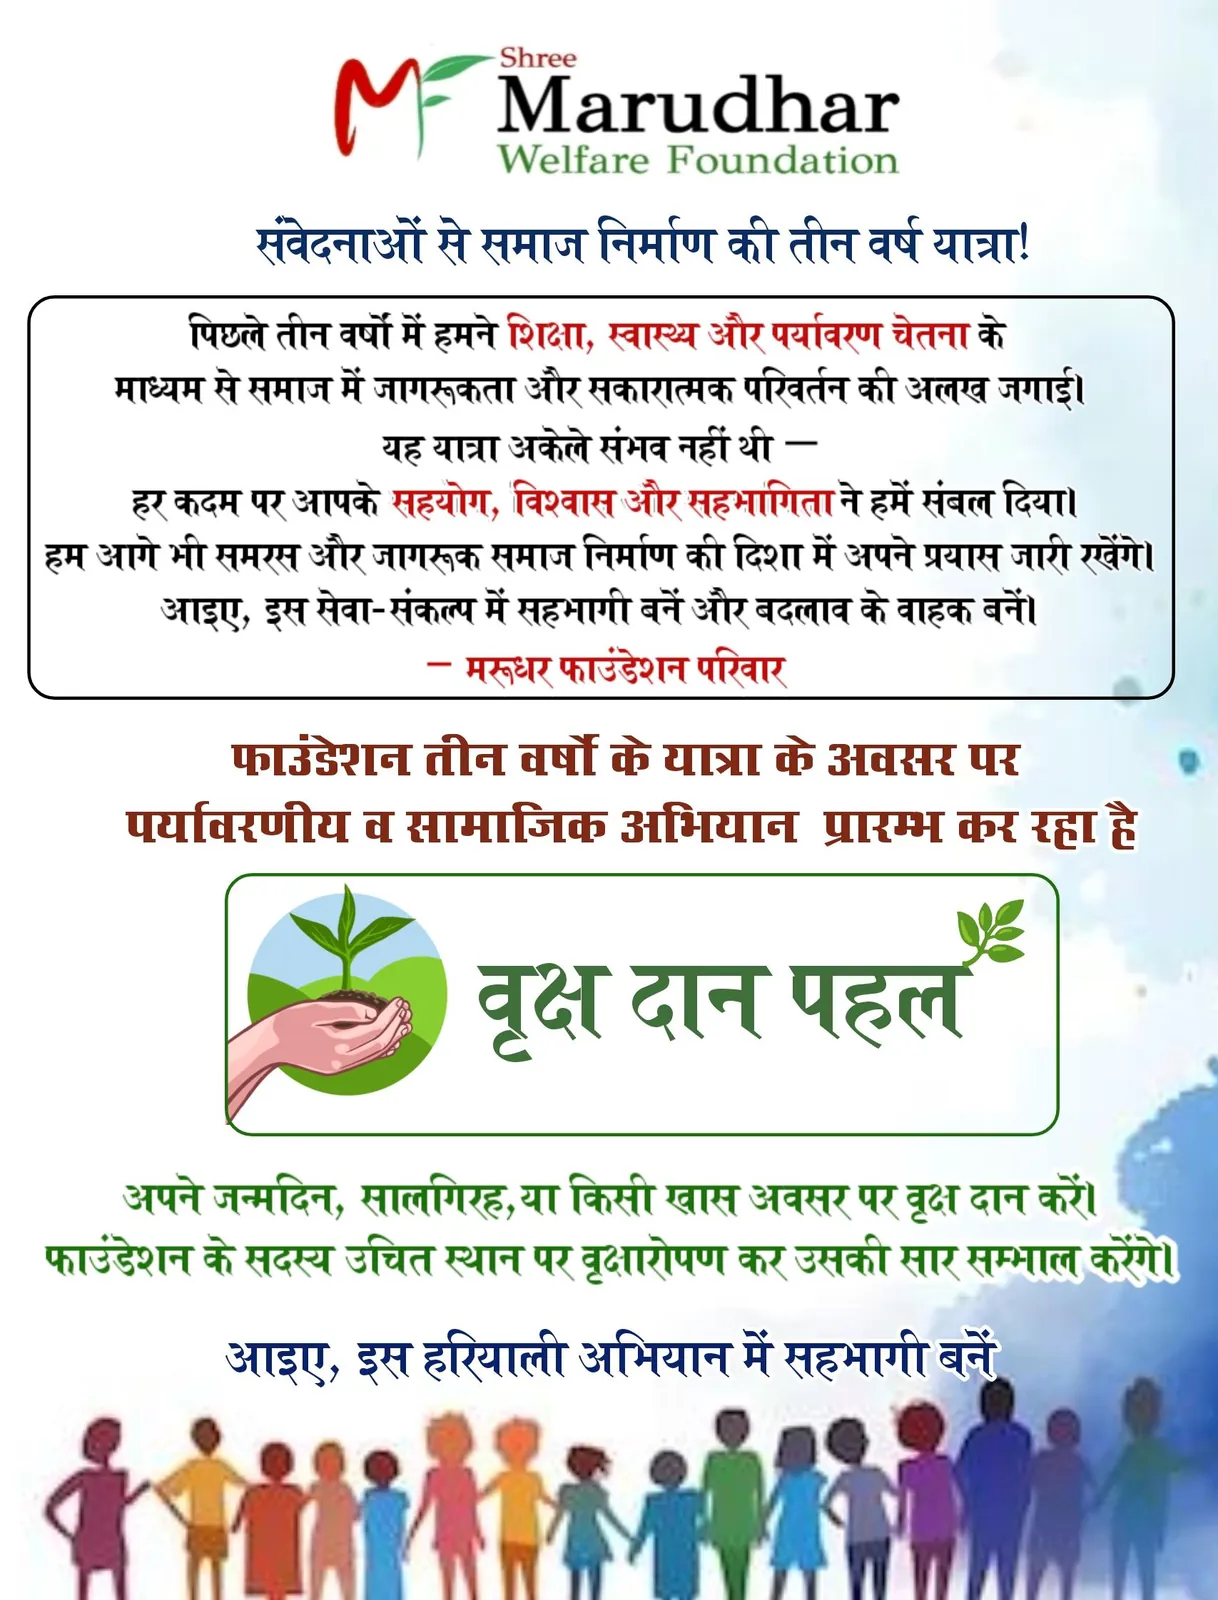 Shree
Marudhar
Welfare Foundation
संवेदनाओं से समाज निर्माण की तीन वर्ष यात्रा!
पिछले तीन वर्षों में हमने शिक्षा, स्वास्थ्य और पर्यावरण चेतना के
माध्यम से समाज में जागरूकता और सकारात्मक परिवर्तन की अलख जगाई।
यह यात्रा अकेले संभव नहीं थी —
हर कदम पर आपके सहयोग, विश्वास और सहभागिता ने हमें संबल दिया।
हम आगे भी समरस और जागरूक समाज निर्माण की दिशा में अपने प्रयास जारी रखेंगे।
आइए, इस सेवा-संकल्प में सहभागी बनें और बदलाव के वाहक बनें।
— मरूधर फाउंडेशन परिवार
फाउंडेशन तीन वर्षो के यात्रा के अवसर पर
पर्यावरणीय व सामाजिक अभियान प्रारम्भ कर रहा है
वृक्ष दान पहल
अपने जन्मदिन, सालगिरह, या किसी खास अवसर पर वृक्ष दान करें।
फाउंडेशन के सदस्य उचित स्थान पर वृक्षारोपण कर उसकी सार सम्भाल करेंगे।
आइए, इस हरियाली अभियान में सहभागी बनें